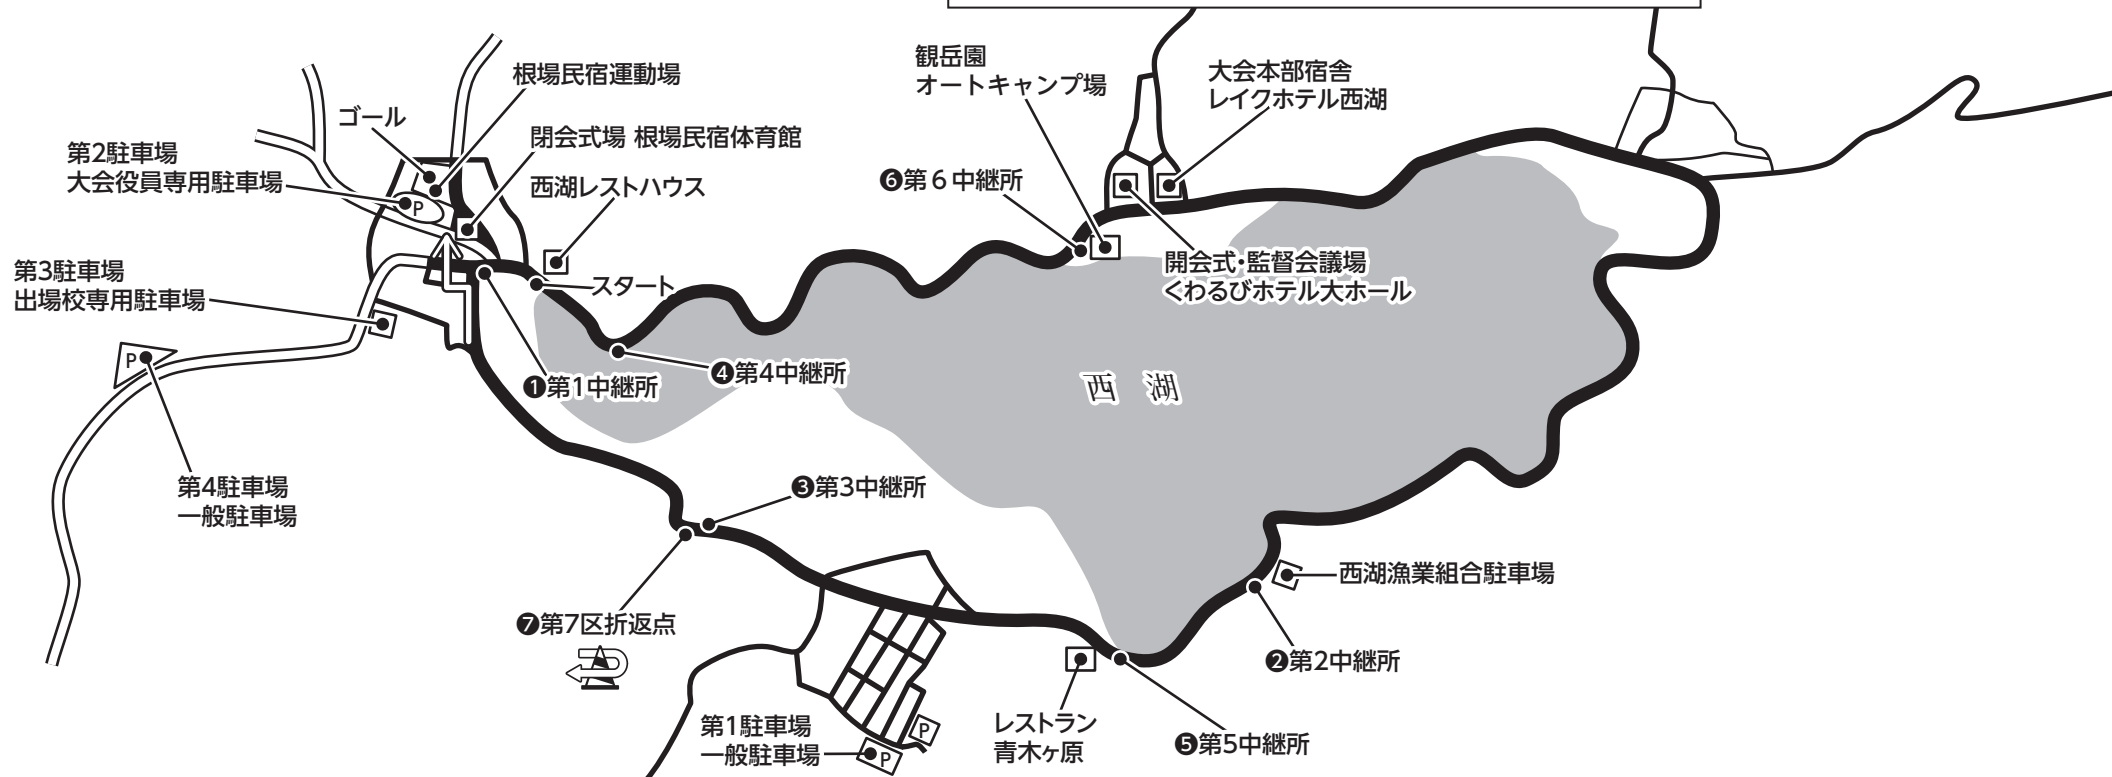 根場民宿運動場
ゴール
閉会式場 根場民宿体育館
第2駐車場
大会役員専用駐車場
P
西湖レストハウス
観岳園
オートキャンプ場
大会本部宿舎
レイクホテル西湖
❻第６中継所
第3駐車場
出場校専用駐車場
スタート
開会式・監督会議場
くわるびホテル大ホール
P
❶第1中継所
❹第4中継所
西 湖
第4駐車場
一般駐車場
❸第3中継所
❼第7区折返点
西湖漁業組合駐車場
❷第2中継所
第1駐車場
一般駐車場
P
P
レストラン
青木ヶ原
❺第5中継所